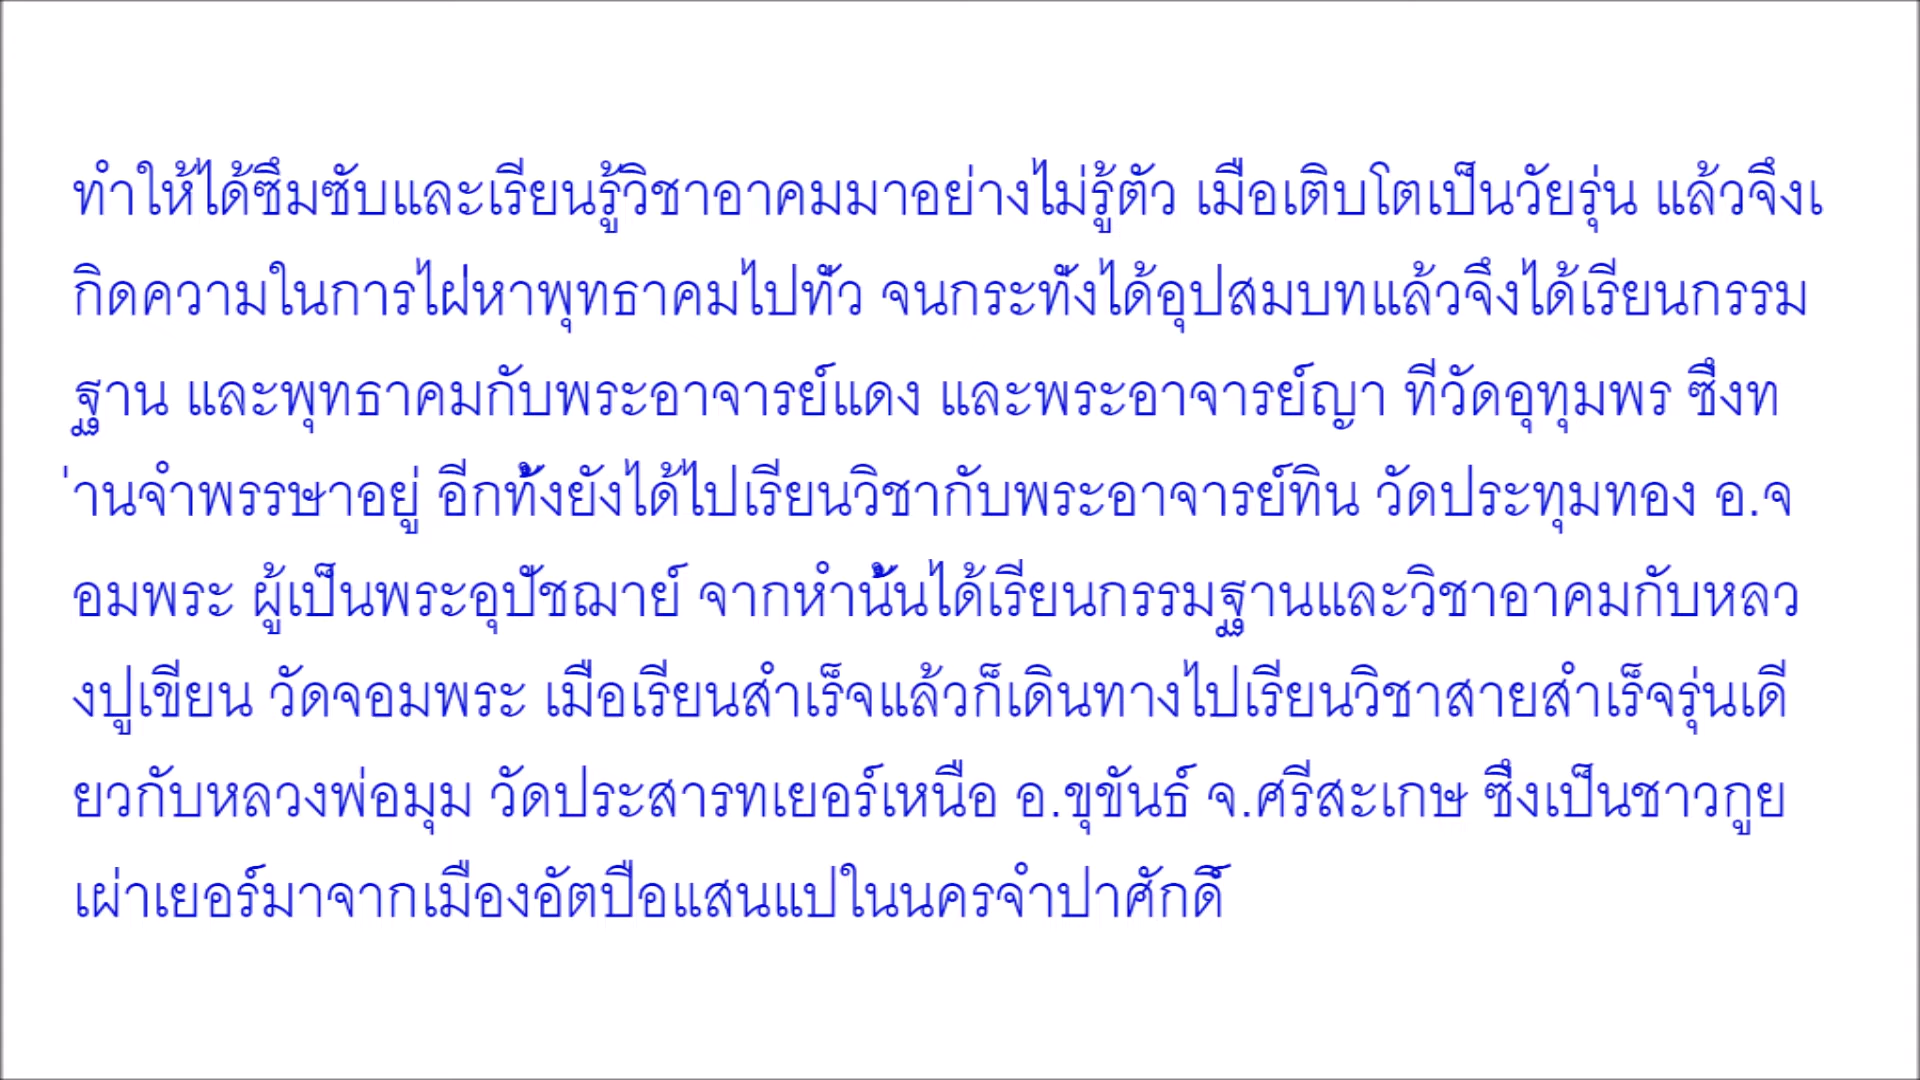 ทำให้ได้ซึมซับและเรียนรู้วิชาอาคมมาอย่างไม่รู้ตัว เมื่อเติบโตเป็นวัยรุ่น แล้วจึงเ
กิดความในการไฝ่หาพุทธาคมไปทั่ว จนกระทั่งได้อุปสมบทแล้วจึงได้เรียนกรรม
ฐาน และพุทธาคมกับพระอาจารย์แดง และพระอาจารย์ญา ที่วัดอุทุมพร ซึ่งท
่านจำพรรษาอยู่ อีกทั้งยังได้ไปเรียนวิชากับพระอาจารย์ทิน วัดประทุมทอง อ.จ
อมพระ ผู้เป็นพระอุปัชฌาย์ จากหำนั้นได้เรียนกรรมฐานและวิชาอาคมกับหลว
งปู่เขียน วัดจอมพระ เมื่อเรียนสำเร็จแล้วก็เดินทางไปเรียนวิชาสายสำเร็จรุ่นเดี
ยวกับหลวงพ่อมุม วัดประสารทเยอร์เหนือ อ.ขุขันธ์ จ.ศรีสะเกษ ซึ่งเป็นชาวกูย
เผ่าเยอร์มาจากเมืองอัตปือแสนแปในนครจำปาศักดิ์